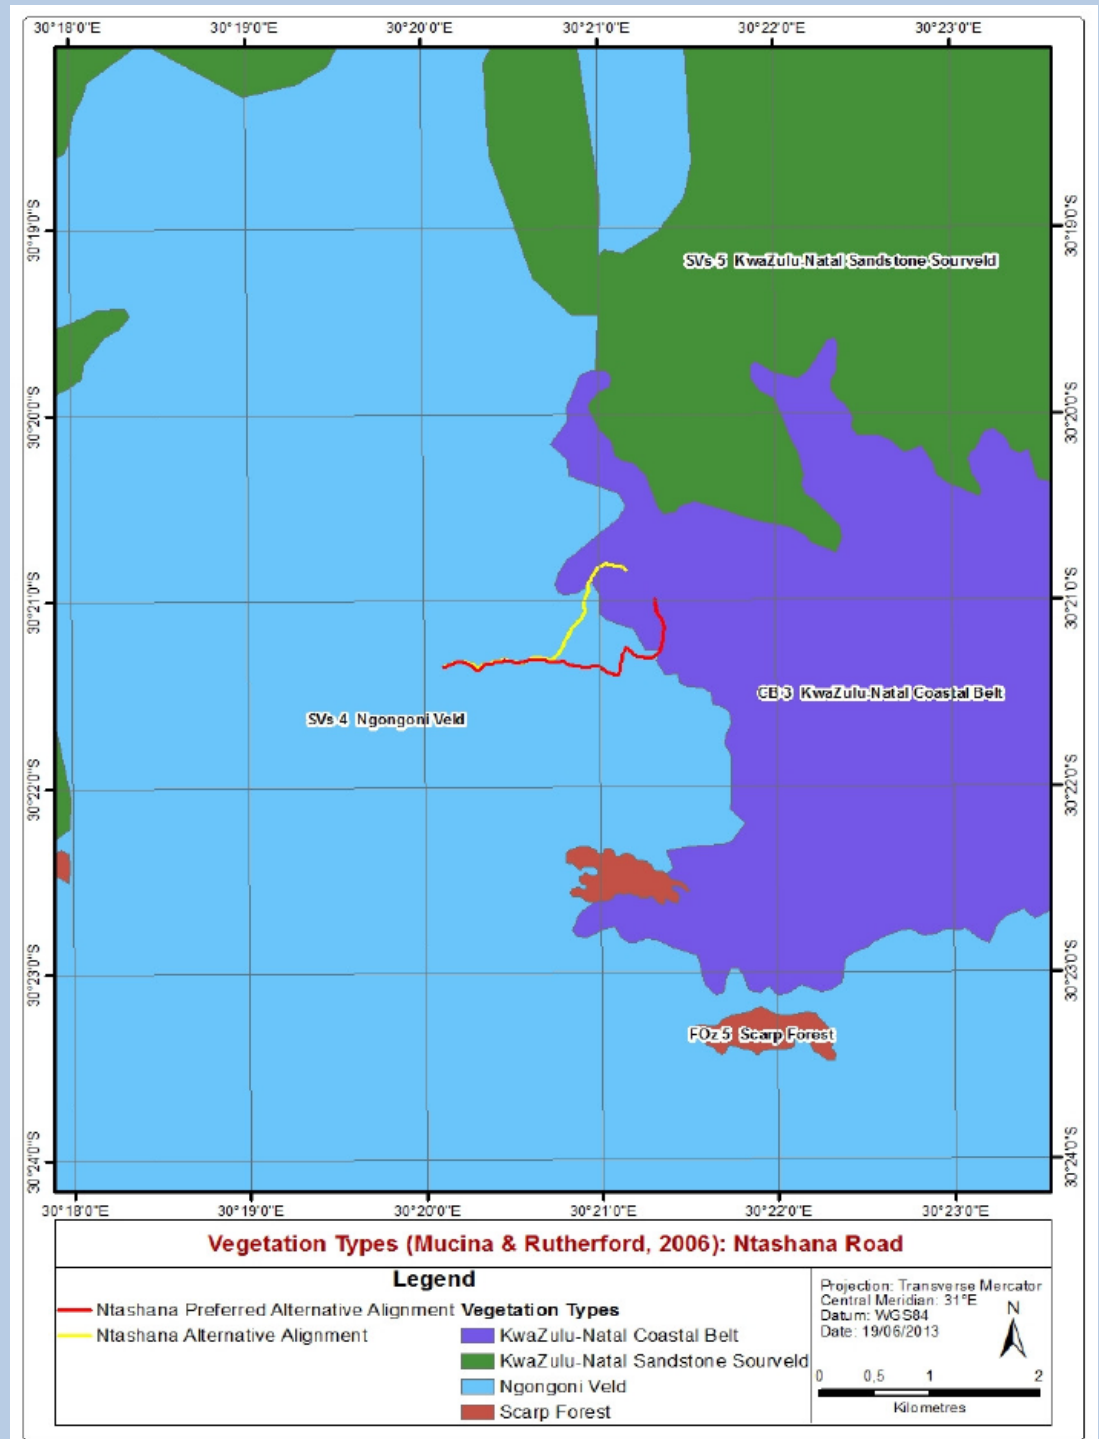 30°18'0"E 30°19'0"E 30°20'0"E 30°21'0"E 30°22'0"E 30°23'0"E
30°19'0"S 30°19'0"S
SVs 5 KwaZulu-Natal Sandstone Sourveld
30°20'0"S 30°20'0"S
30°21'0"S 30°21'0"S
CB 3 KwaZulu-Natal Coastal Belt
SVs 4 Ngongoni Veld
30°22'0"S 30°22'0"S
30°23'0"S 30°23'0"S
FOz 5 Scarp Forest
30°24'0"S 30°24'0"S
30°18'0"E 30°19'0"E 30°20'0"E 30°21'0"E 30°22'0"E 30°23'0"E
Vegetation Types (Mucina & Rutherford, 2006): Ntashana Road
Legend
Ntashana Preferred Alternative Alignment
Ntashana Alternative Alignment
Vegetation Types
KwaZulu-Natal Coastal Belt
KwaZulu-Natal Sandstone Sourveld
Ngongoni Veld
Scarp Forest
Projection: Transverse Mercator
Central Meridian: 31°E
Datum: WGS84
Date: 19/06/2013
N
0 0,5 1 2
Kilometres